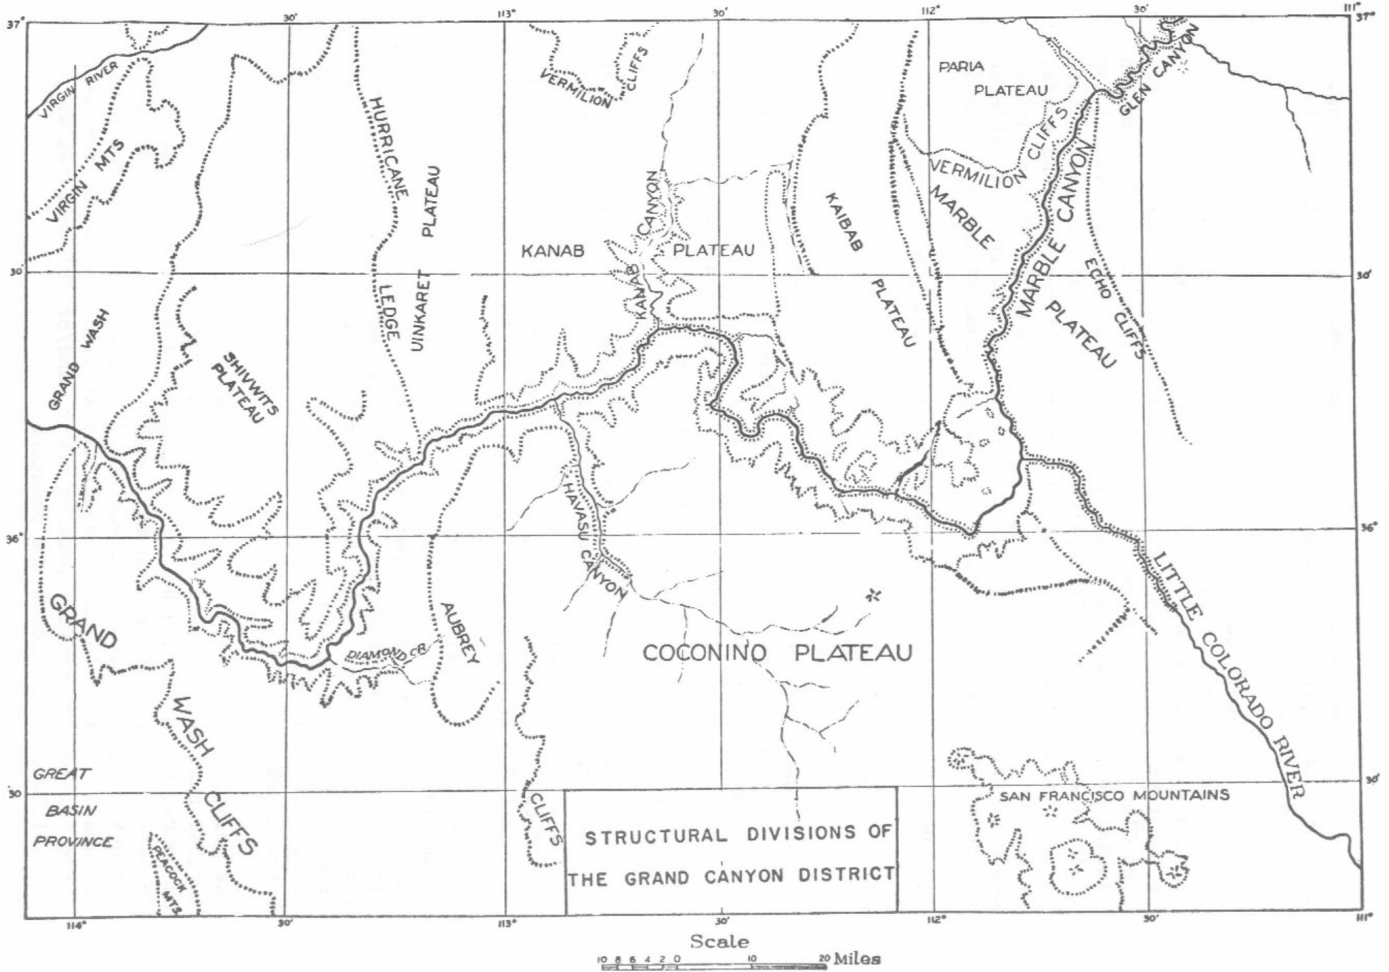 37°
30'
113°
30'
112°
30'
111°
37°
VIRGIN RIVER
VIRGIN MTS
VERMILION CLIFFS
PARIA
PLATEAU
GLEN CANYON
VERMILION CLIFFS
HURRICANE
LEDGE
UINKARET PLATEAU
KANAB PLATEAU
KANAB CANYON
KAIBAB
PLATEAU
MARBLE
PLATEAU
MARBLE CANYON
ECHO CLIFFS
30'
30'
GRAND WASH
SHIVWITS
PLATEAU
HAVASU CANYON
36°
36°
GRAND
WASH
CLIFFS
AUBREY
CLIFFS
DIAMOND CR.
COCONINO PLATEAU
LITTLE COLORADO RIVER
GREAT
BASIN
PROVINCE
PEACOCK
MTS.
SAN FRANCISCO MOUNTAINS
30
30'
STRUCTURAL DIVISIONS OF
THE GRAND CANYON DISTRICT
114°
30'
113°
30'
112°
30'
111°
Scale
10 8 6 4 2 0 10 20 Miles